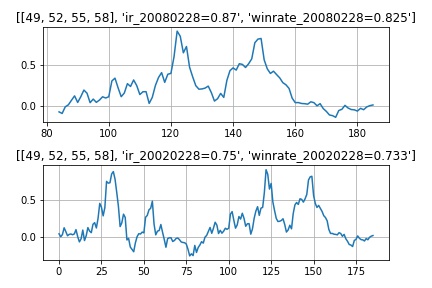 [[49, 52, 55, 58], 'ir_20080228=0.87', 'winrate_20080228=0.825']
0.5
0.0
80 100 120 140 160 180
[[49, 52, 55, 58], 'ir_20020228=0.75', 'winrate_20020228=0.733']
0.5
0.0
0 25 50 75 100 125 150 175